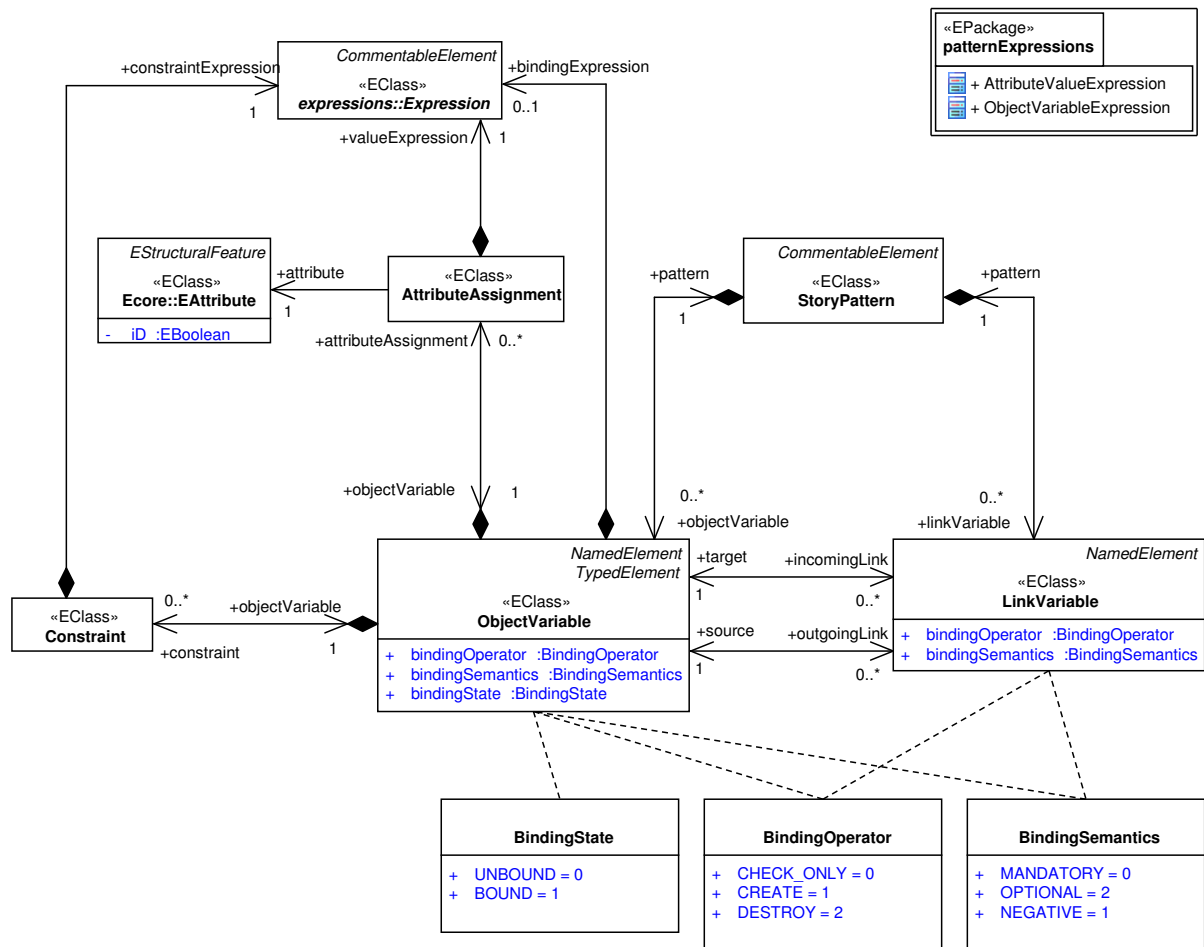 «EPackage»
patternExpressions
+ AttributeValueExpression
+ ObjectVariableExpression
CommentableElement
«EClass»
expressions::Expression
+constraintExpression
1
+bindingExpression
0..1
+valueExpression
1
EStructuralFeature
«EClass»
Ecore::EAttribute
- iD :EBoolean
+attribute
1
«EClass»
AttributeAssignment
+attributeAssignment
0..*
CommentableElement
«EClass»
StoryPattern
+pattern
1
+pattern
1
+objectVariable
1
0..*
+objectVariable
0..*
+linkVariable
«EClass»
Constraint
0..*
+constraint
+objectVariable
1
NamedElement
TypedElement
«EClass»
ObjectVariable
+ bindingOperator :BindingOperator
+ bindingSemantics :BindingSemantics
+ bindingState :BindingState
+target
1
+incomingLink
0..*
+source
1
+outgoingLink
0..*
NamedElement
«EClass»
LinkVariable
+ bindingOperator :BindingOperator
+ bindingSemantics :BindingSemantics
BindingState
+ UNBOUND = 0
+ BOUND = 1
BindingOperator
+ CHECK_ONLY = 0
+ CREATE = 1
+ DESTROY = 2
BindingSemantics
+ MANDATORY = 0
+ OPTIONAL = 2
+ NEGATIVE = 1